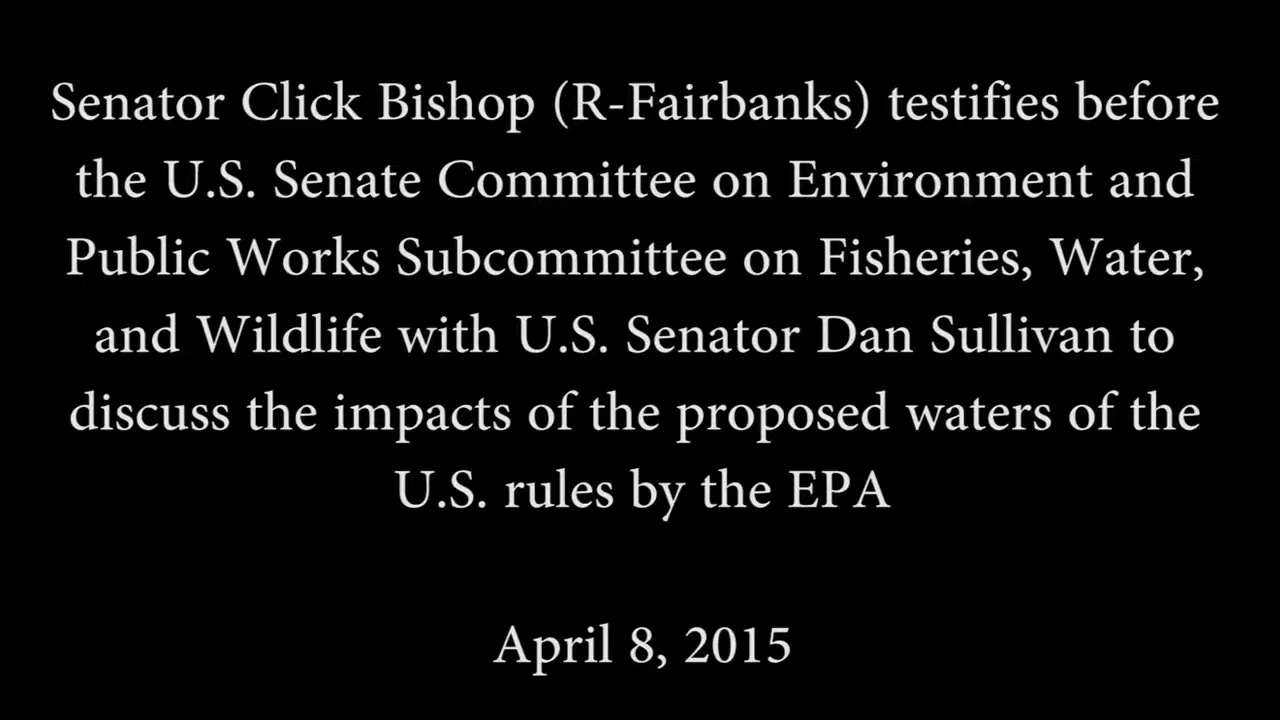 Senator Click Bishop (R-Fairbanks) testifies before
the U.S. Senate Committee on Environment and
Public Works Subcommittee on Fisheries, Water,
and Wildlife with U.S. Senator Dan Sullivan to
discuss the impacts of the proposed waters of the
U.S. rules by the EPA
April 8, 2015